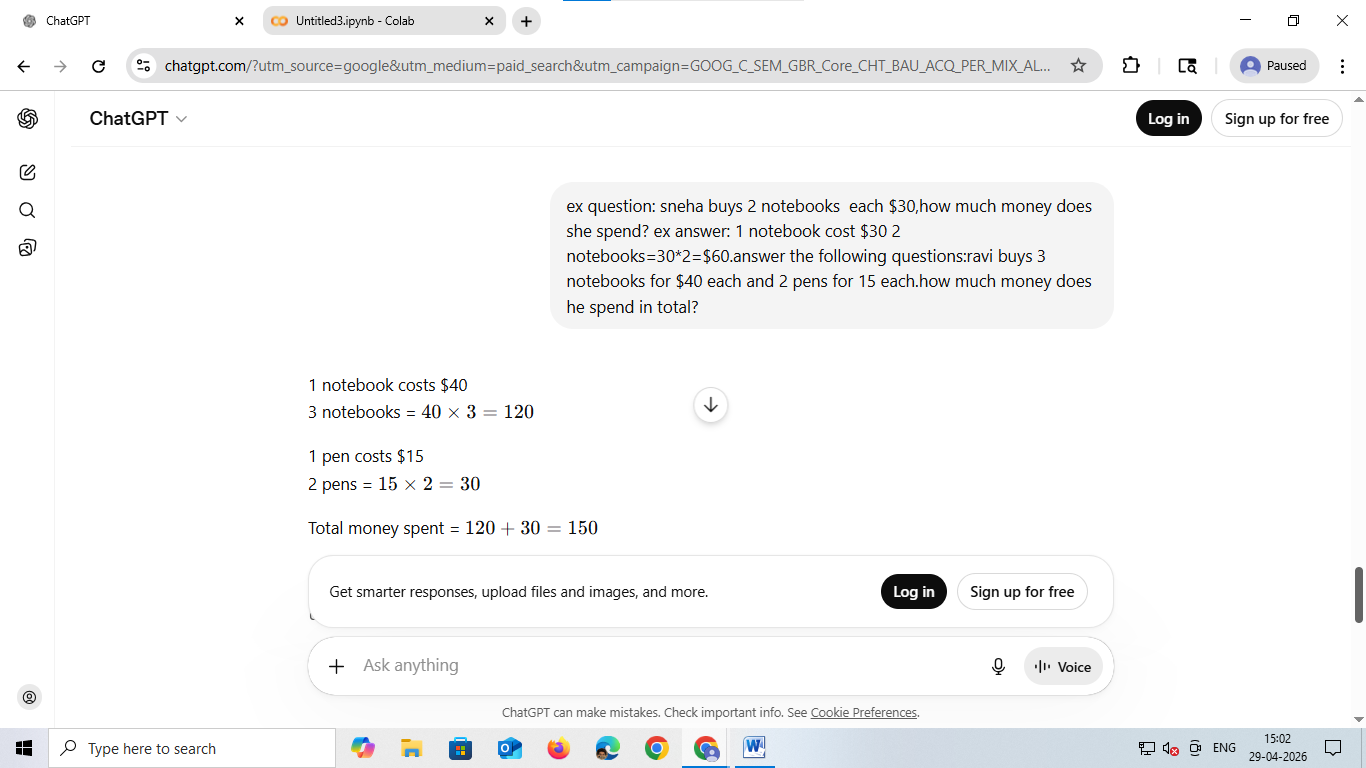 ChatGPT
Untitled3.ipynb - Colab
chatgpt.com/?utm_source=google&utm_medium=paid_search&utm_campaign=GOOG_C_SEM_GBR_Core_CHT_BAU_ACQ_PER_MIX_AL...
Paused
ChatGPT
Log in
Sign up for free
ex question: sneha buys 2 notebooks  each $30,how much money does
she spend? ex answer: 1 notebook cost $30 2
notebooks=30*2=$60.answer the following questions:ravi buys 3
notebooks for $40 each and 2 pens for 15 each.how much money does
he spend in total?
1 notebook costs $40
3 notebooks = 40 × 3 = 120
1 pen costs $15
2 pens = 15 × 2 = 30
Total money spent = 120 + 30 = 150
Get smarter responses, upload files and images, and more.
Log in
Sign up for free
Ask anything
Voice
ChatGPT can make mistakes. Check important info. See Cookie Preferences.
Type here to search
ENG
15:02
29-04-2026